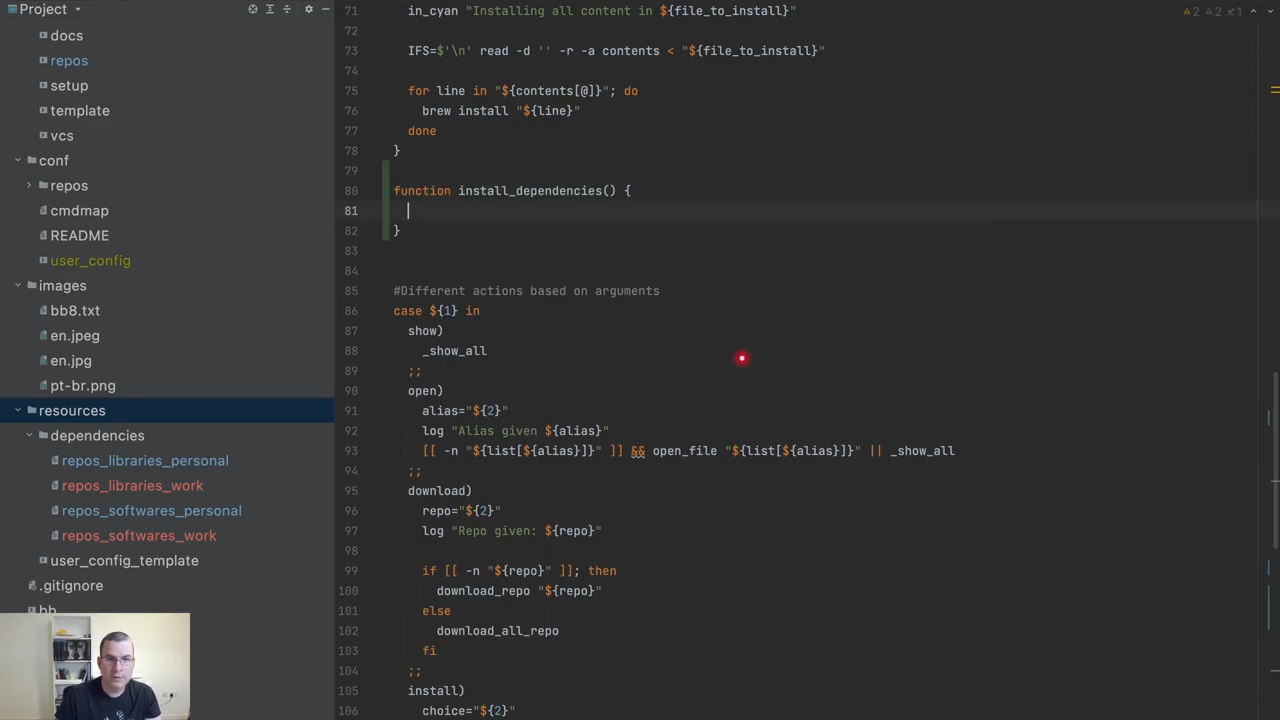 Project
docs
repos
setup
template
vcs
conf
repos
cmdmap
README
user_config
images
bb8.txt
en.jpeg
en.jpg
pt-br.png
resources
dependencies
repos_libraries_personal
repos_libraries_work
repos_softwares_personal
repos_softwares_work
user_config_template
.gitignore
bb
2 2 1
71 in_cyan "Installing all content in ${file_to_install}"
72
73 IFS=$'\n' read -d '' -r -a contents < "${file_to_install}"
74
75 for line in "${contents[@]}"; do
76 brew install "${line}"
77 done
78 }
79
80 function install_dependencies() {
81
82 }
83
84
85 #Different actions based on arguments
86 case ${1} in
87 show)
88 _show_all
89 ;;
90 open)
91 alias="${2}"
92 log "Alias given ${alias}"
93 [[ -n "${list[${alias}]}" ]] && open_file "${list[${alias}]}" || _show_all
94 ;;
95 download)
96 repo="${2}"
97 log "Repo given: ${repo}"
98
99 if [[ -n "${repo}" ]]; then
100 download_repo "${repo}"
101 else
102 download_all_repo
103 fi
104 ;;
105 install)
106 choice="${2}"